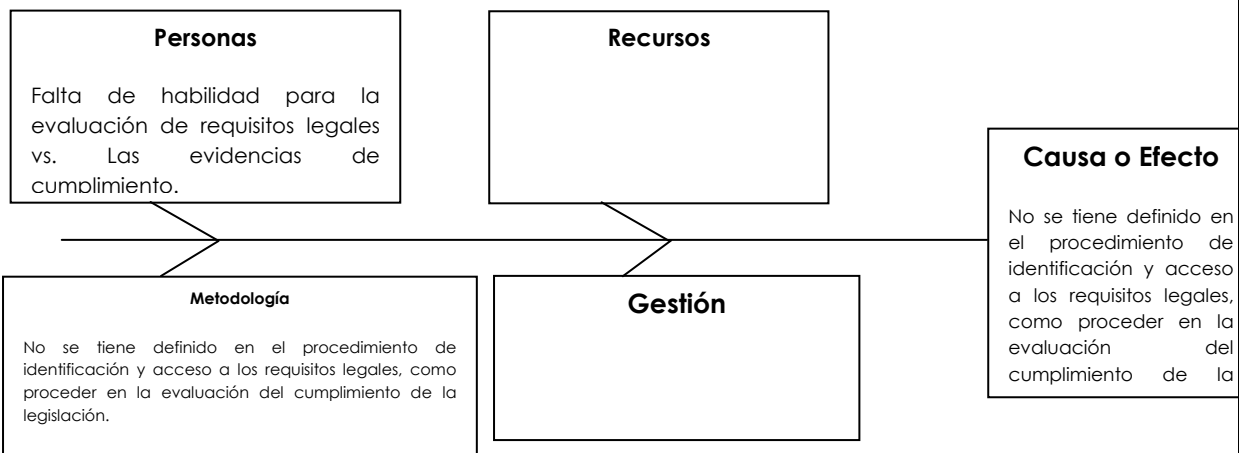 Personas
Falta de habilidad para la
evaluación de requisitos legales
vs. Las evidencias de
cumplimiento.
Recursos
Causa o Efecto
No se tiene definido en
el procedimiento de
identificación y acceso
a los requisitos legales,
como proceder en la
evaluación del
cumplimiento de la
Metodología
No se tiene definido en el procedimiento de
identificación y acceso a los requisitos legales, como
proceder en la evaluación del cumplimiento de la
legislación.
Gestión